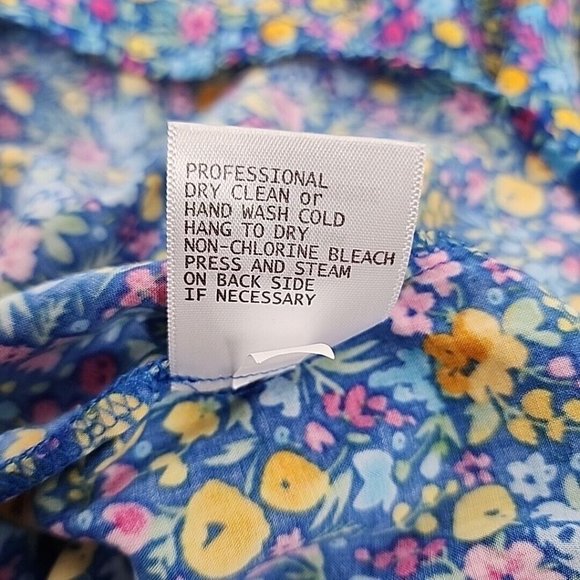 PROFESSIONAL
DRY CLEAN or
HAND WASH COLD
HANG TO DRY
NON-CHLORINE BLEACH
PRESS AND STEAM
ON BACK SIDE
IF NECESSARY